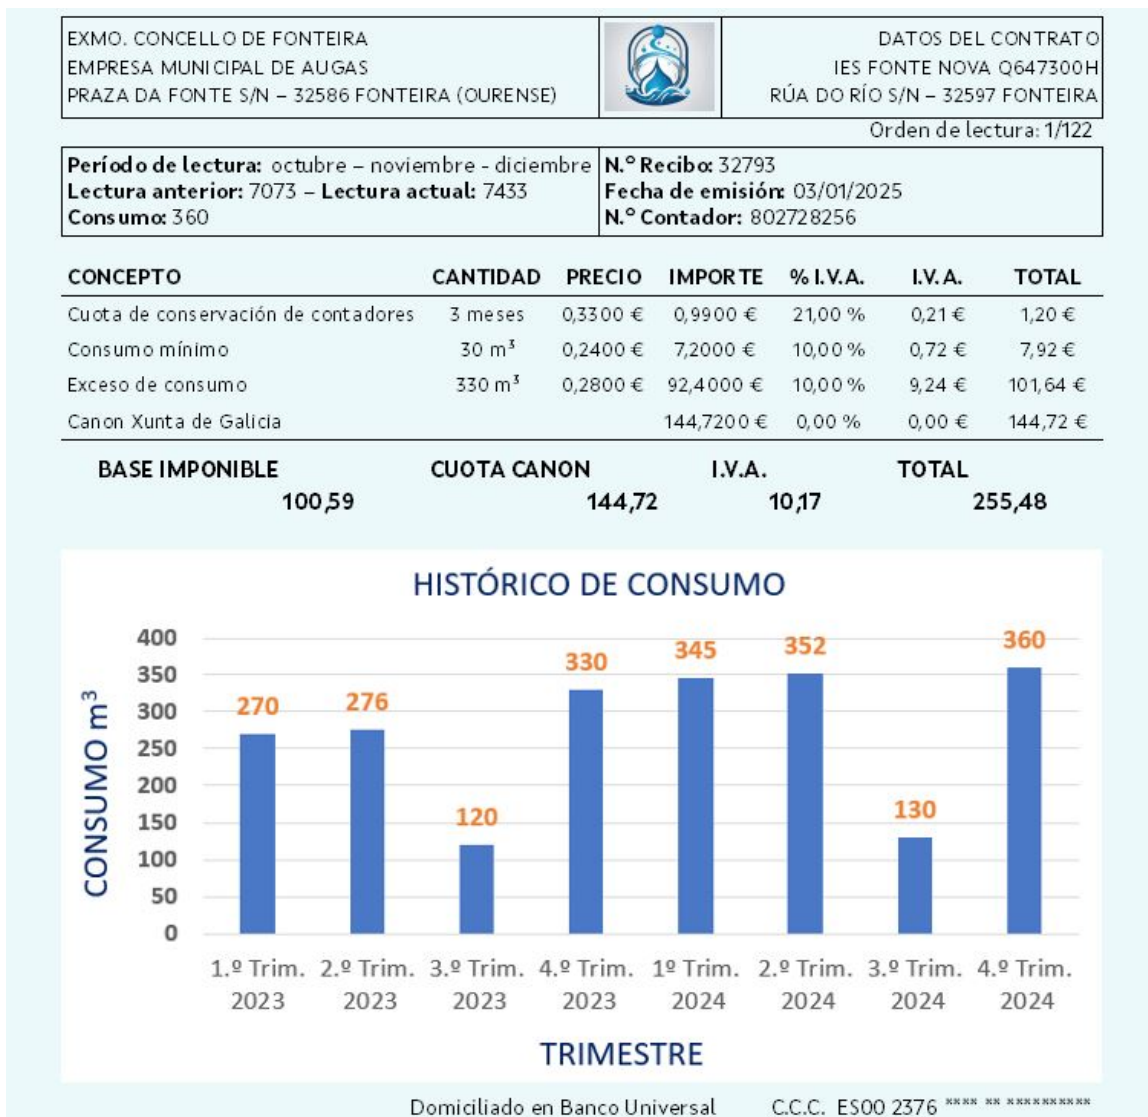 EXMO. CONCELLO DE FONTEIRA
EMPRESA MUNICIPAL DE AUGAS
PRAZA DA FONTE S/N – 32586 FONTEIRA (OURENSE)
DATOS DEL CONTRATO
IES FONTE NOVA Q647300H
RÚA DO RÍO S/N – 32597 FONTEIRA
Orden de lectura: 1/122
Período de lectura: octubre – noviembre - diciembre
Lectura anterior: 7073 – Lectura actual: 7433
Consumo: 360
N.º Recibo: 32793
Fecha de emisión: 03/01/2025
N.º Contador: 802728256
CONCEPTO CANTIDAD PRECIO IMPORTE % I.V.A. I.V.A. TOTAL
Cuota de conservación de contadores 3 meses 0,3300 € 0,9900 € 21,00 % 0,21 € 1,20 €
Consumo mínimo 30 m³ 0,2400 € 7,2000 € 10,00 % 0,72 € 7,92 €
Exceso de consumo 330 m³ 0,2800 € 92,4000 € 10,00 % 9,24 € 101,64 €
Canon Xunta de Galicia 144,7200 € 0,00 % 0,00 € 144,72 €
BASE IMPONIBLE CUOTA CANON I.V.A. TOTAL
100,59 144,72 10,17 255,48
HISTÓRICO DE CONSUMO
CONSUMO m³
400
350
300
250
200
150
100
50
0
270 276 120 330 345 352 130 360
1.º Trim. 2023 2.º Trim. 2023 3.º Trim. 2023 4.º Trim. 2023 1º Trim. 2024 2.º Trim. 2024 3.º Trim. 2024 4.º Trim. 2024
TRIMESTRE
Domiciliado en Banco Universal C.C.C. ES00 2376 **** ** **********